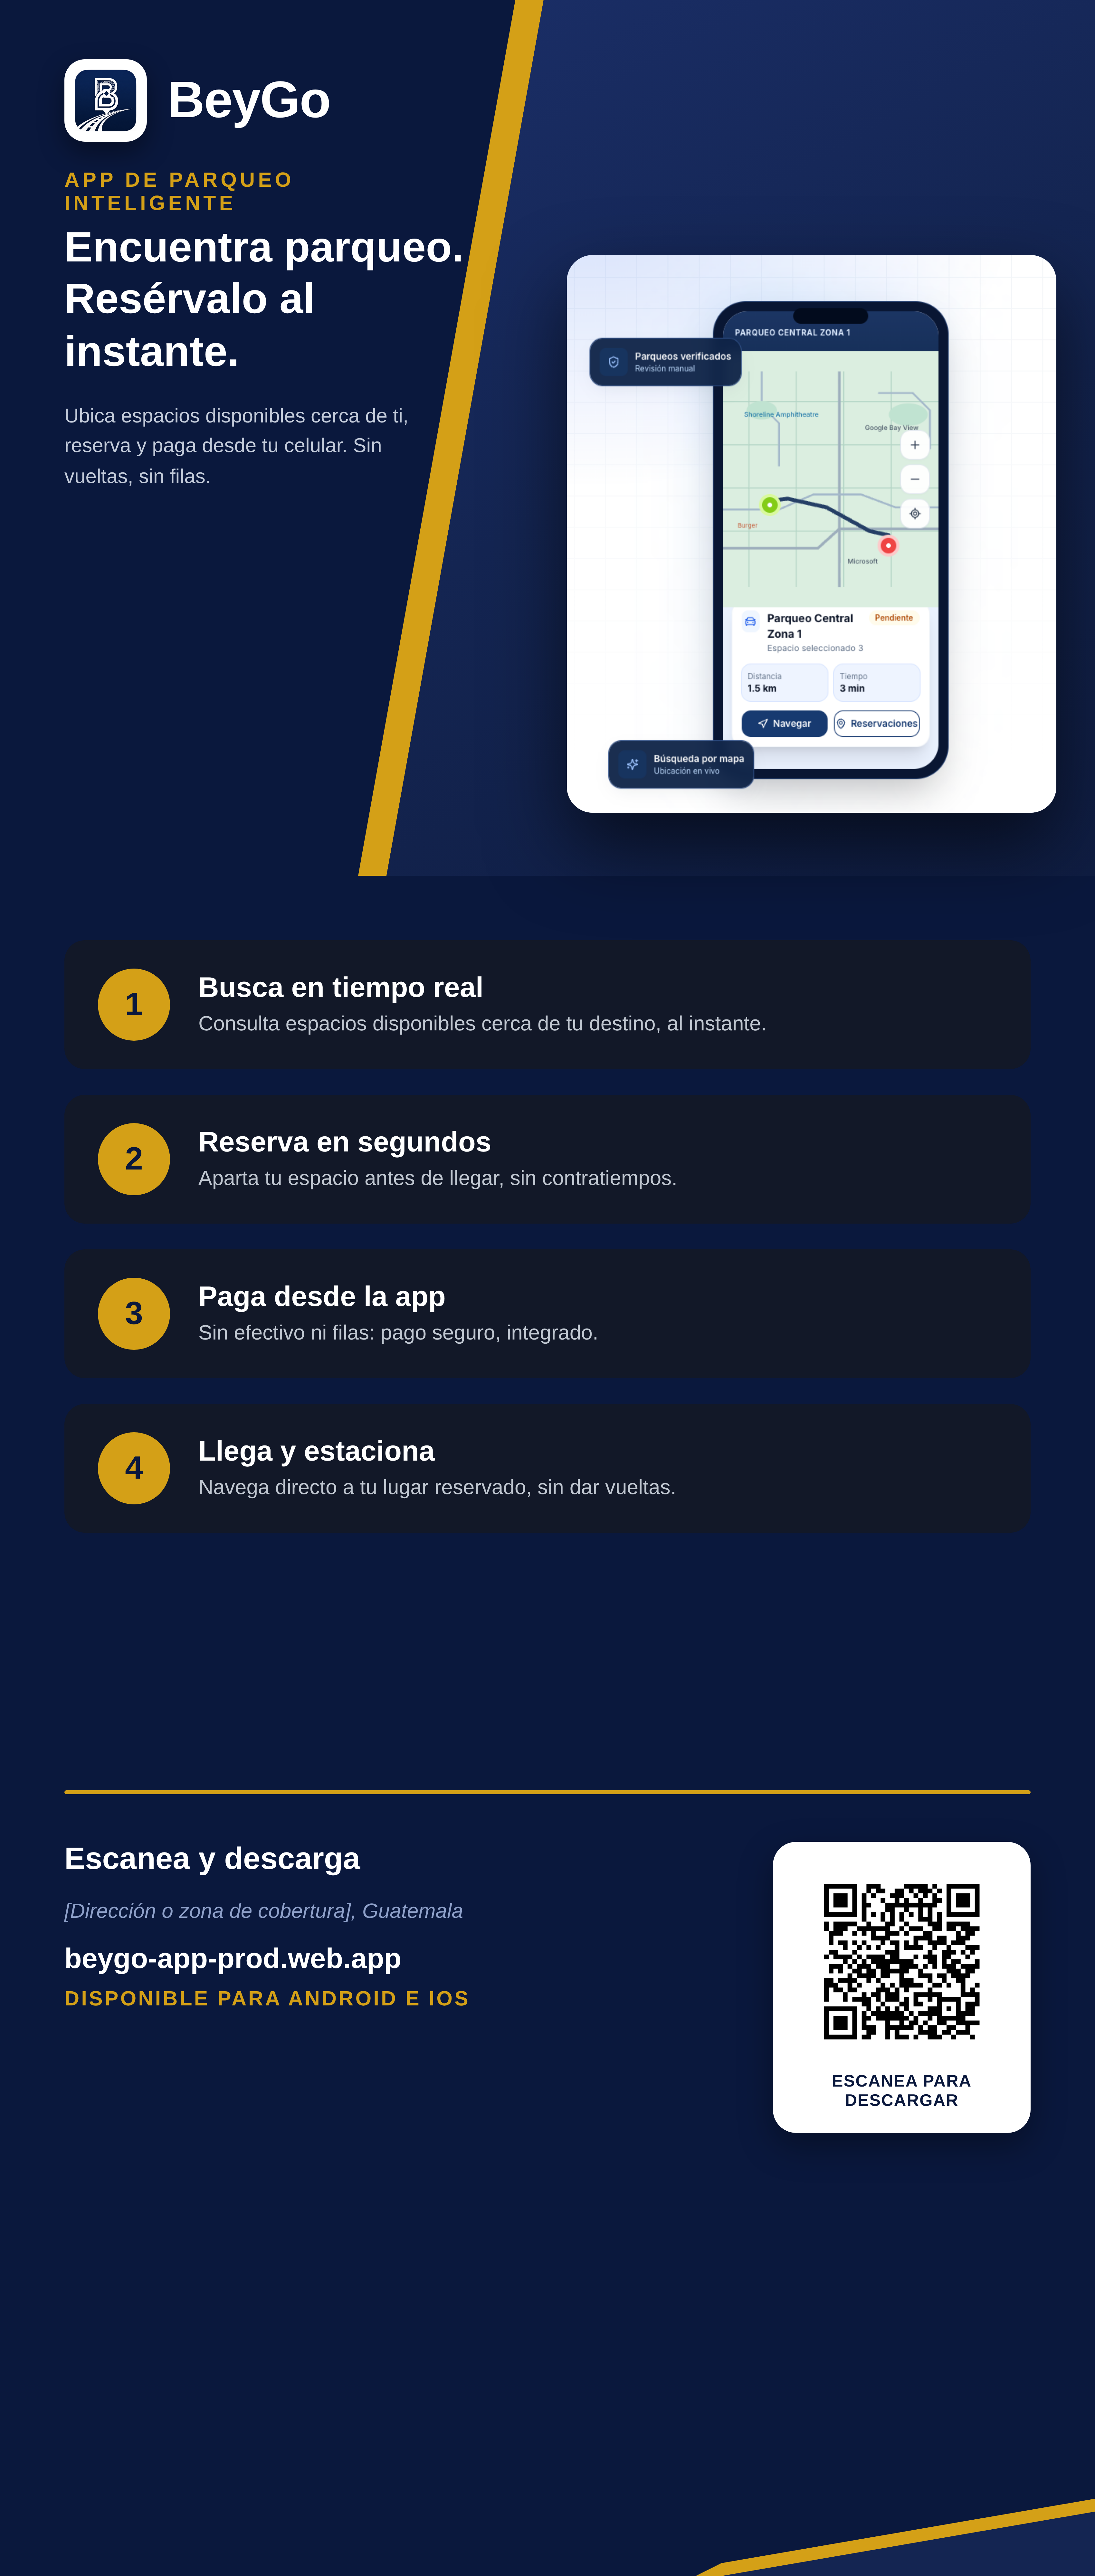 B
BeyGo
APP DE PARQUEO
INTELIGENTE
Encuentra parqueo.
Resérvalo al
instante.
Ubica espacios disponibles cerca de ti,
reserva y paga desde tu celular. Sin
vueltas, sin filas.
PARQUEO CENTRAL ZONA 1
Parqueos verificados
Revisión manual
Shoreline Amphitheatre
Google Bay View
Burger
Microsoft
Parqueo Central
Zona 1
Pendiente
Espacio seleccionado 3
Distancia
1.5 km
Tiempo
3 min
Navegar
Reservaciones
Búsqueda por mapa
Ubicación en vivo
1
Busca en tiempo real
Consulta espacios disponibles cerca de tu destino, al instante.
2
Reserva en segundos
Aparta tu espacio antes de llegar, sin contratiempos.
3
Paga desde la app
Sin efectivo ni filas: pago seguro, integrado.
4
Llega y estaciona
Navega directo a tu lugar reservado, sin dar vueltas.
Escanea y descarga
[Dirección o zona de cobertura], Guatemala
beygo-app-prod.web.app
DISPONIBLE PARA ANDROID E IOS
ESCANEA PARA
DESCARGAR